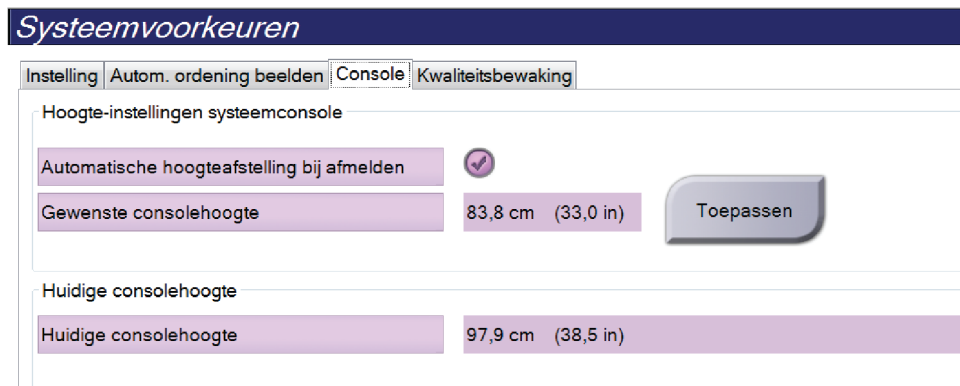 Systeemvoorkeuren
Instelling Autom. ordening beelden Console Kwaliteitsbewaking
Hoogte-instellingen systeemconsole
Automatische hoogteafstelling bij afmelden
Gewenste consolehoogte 83,8 cm (33,0 in) Toepassen
Huidige consolehoogte
Huidige consolehoogte 97,9 cm (38,5 in)